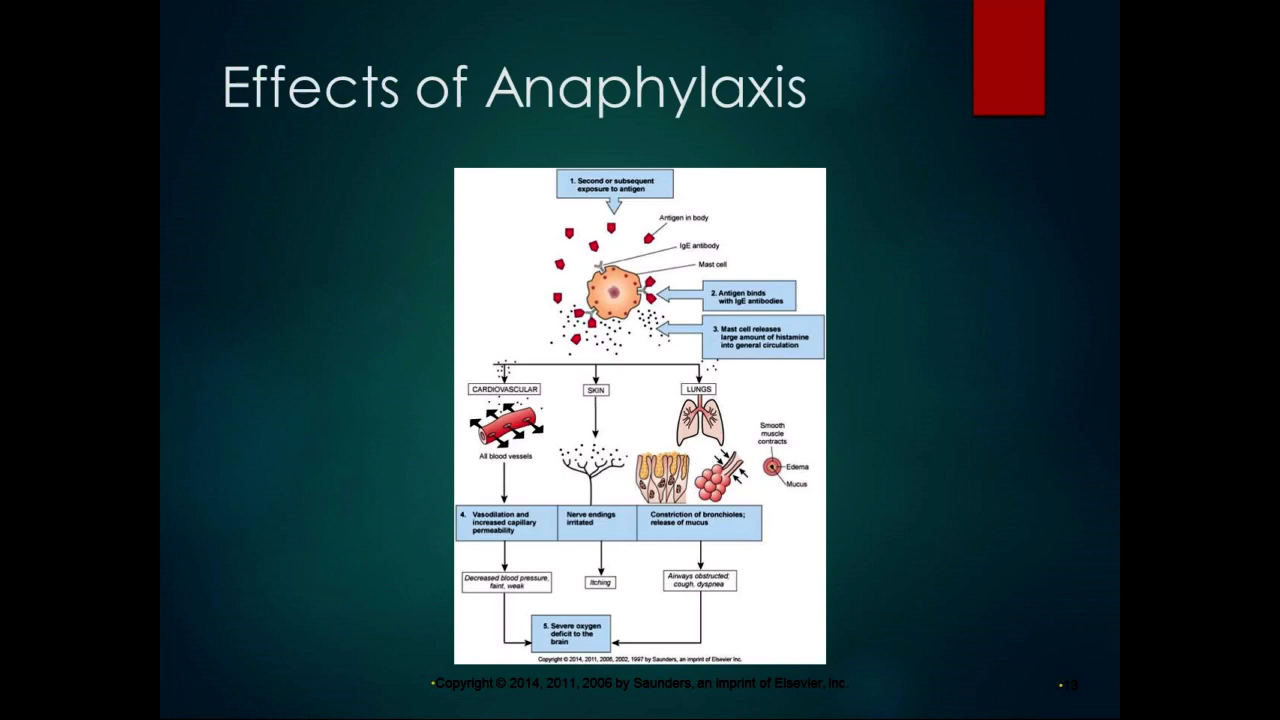 Effects of Anaphylaxis
1. Second or subsequent
exposure to antigen
Antigen in body
IgE antibody
Mast cell
2. Antigen binds
with IgE antibodies
3. Mast cell releases
large amount of histamine
into general circulation
CARDIOVASCULAR
SKIN
LUNGS
Smooth
muscle
contracts
All blood vessels
Edema
Mucus
4. Vasodilation and
increased capillary
permeability
Nerve endings
irritated
Constriction of bronchioles;
release of mucus
Decreased blood pressure,
faint, weak
Itching
Airways obstructed;
cough, dyspnea
5. Severe oxygen
deficit to the
brain
Copyright © 2014, 2011, 2006, 2002, 1997 by Saunders, an imprint of Elsevier Inc.
•Copyright © 2014, 2011, 2006 by Saunders, an imprint of Elsevier, Inc.
•13